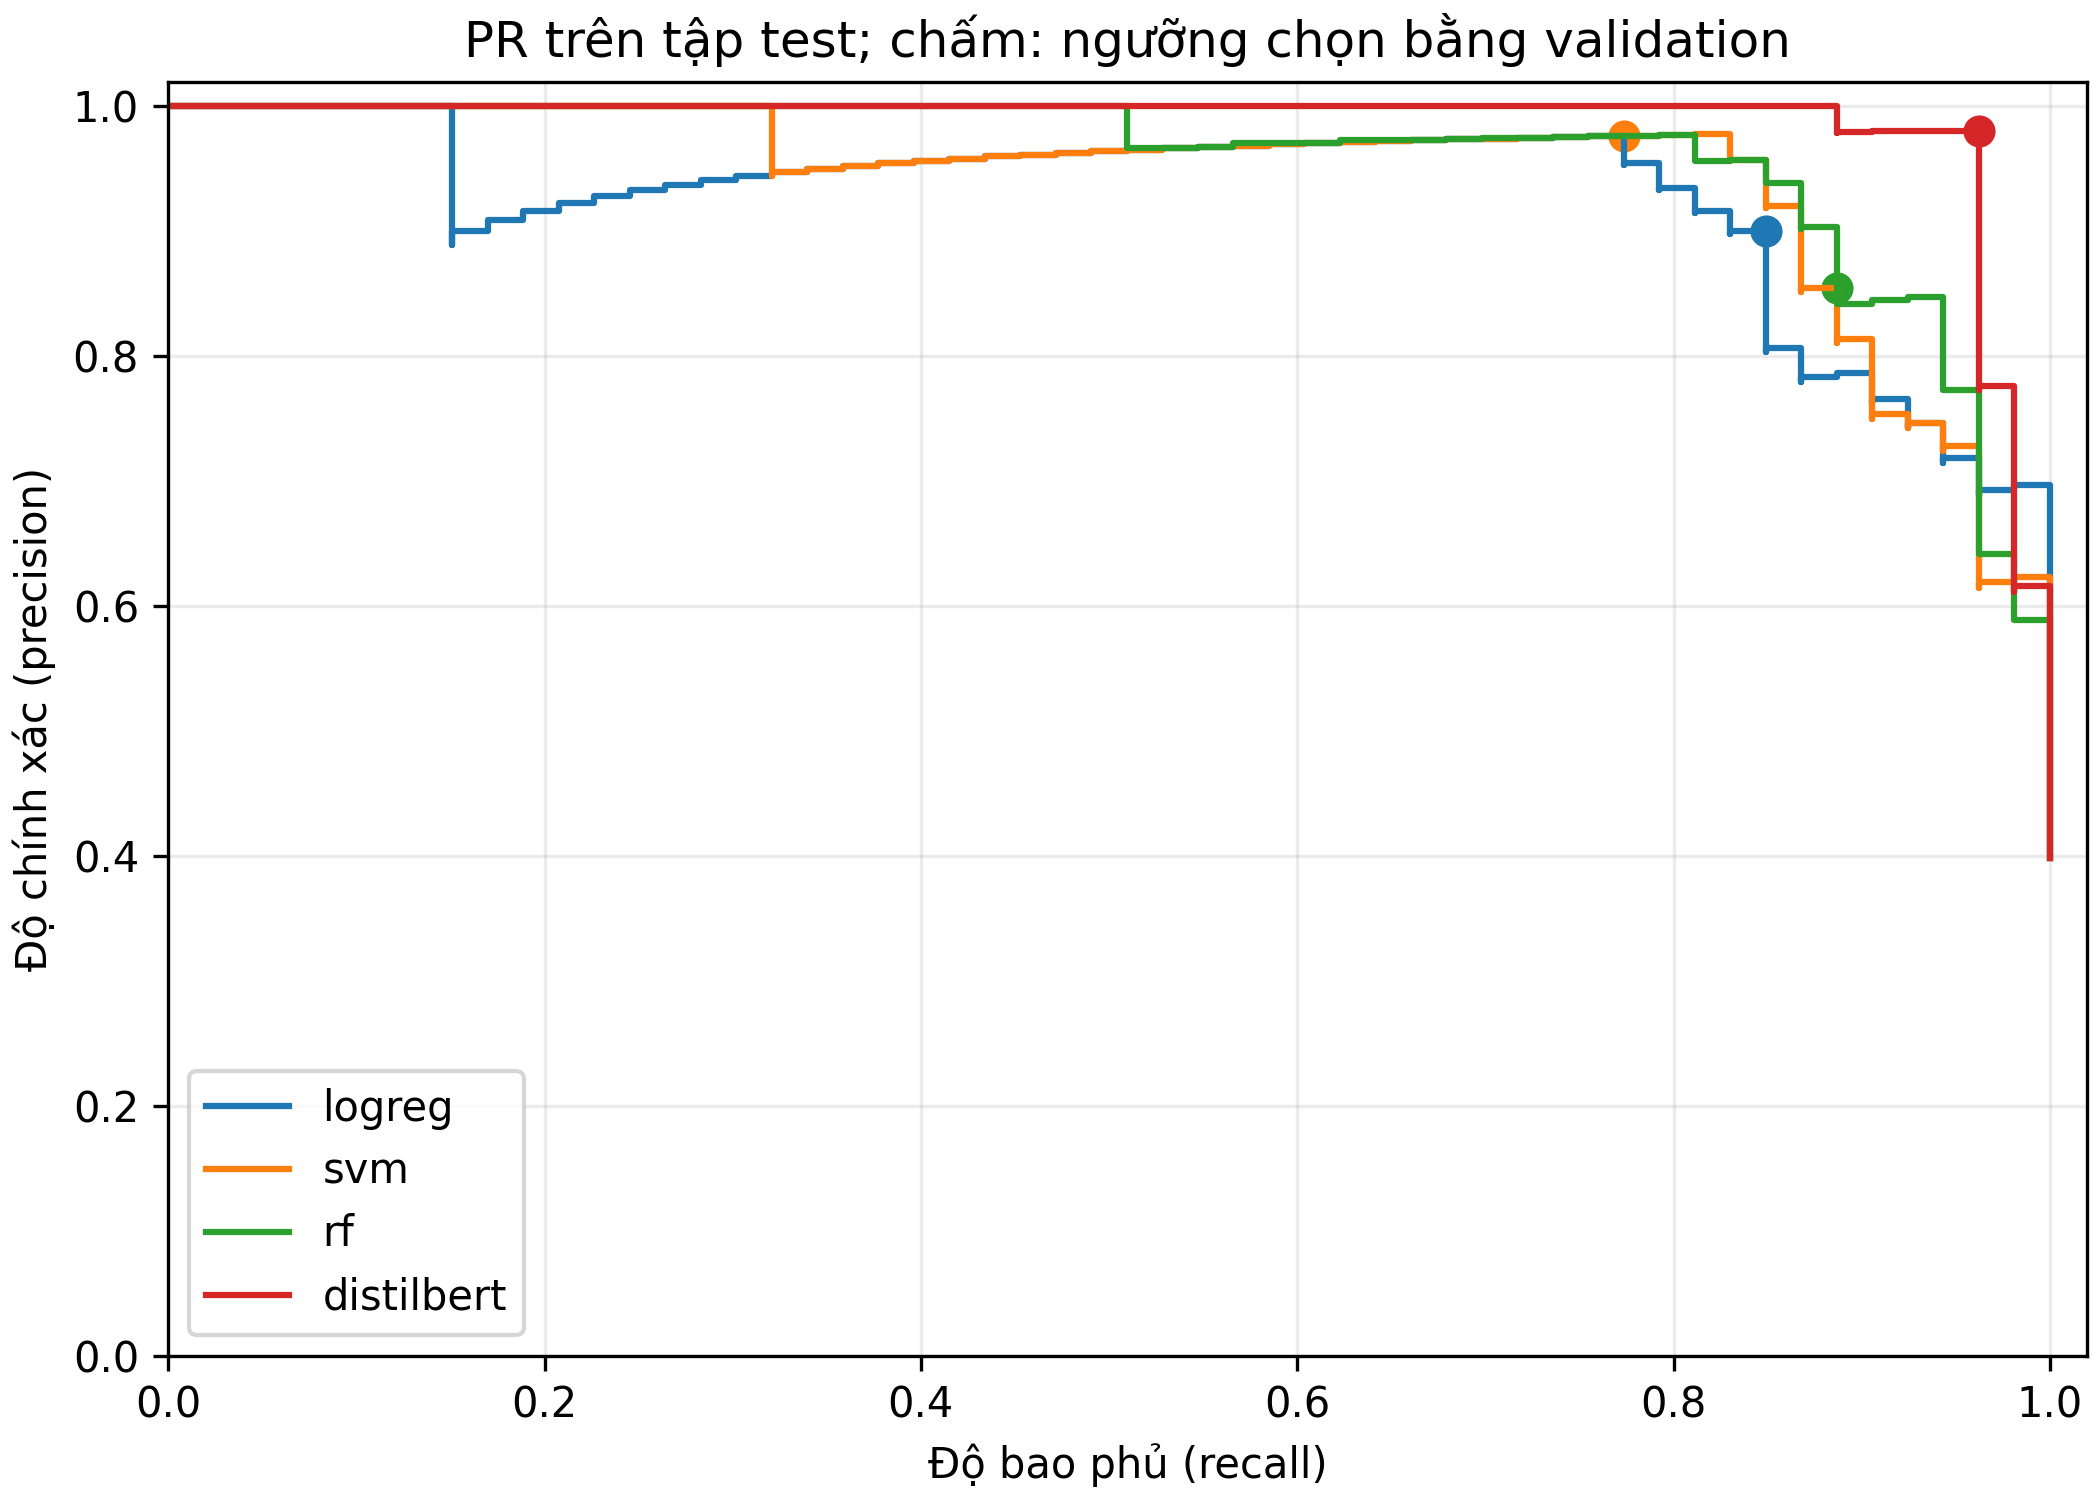 PR trên tập test; chấm: ngưỡng chọn bằng validation
Độ chính xác (precision)
1.0
0.8
0.6
0.4
0.2
0.0
logreg
svm
rf
distilbert
0.0 0.2 0.4 0.6 0.8 1.0
Độ bao phủ (recall)